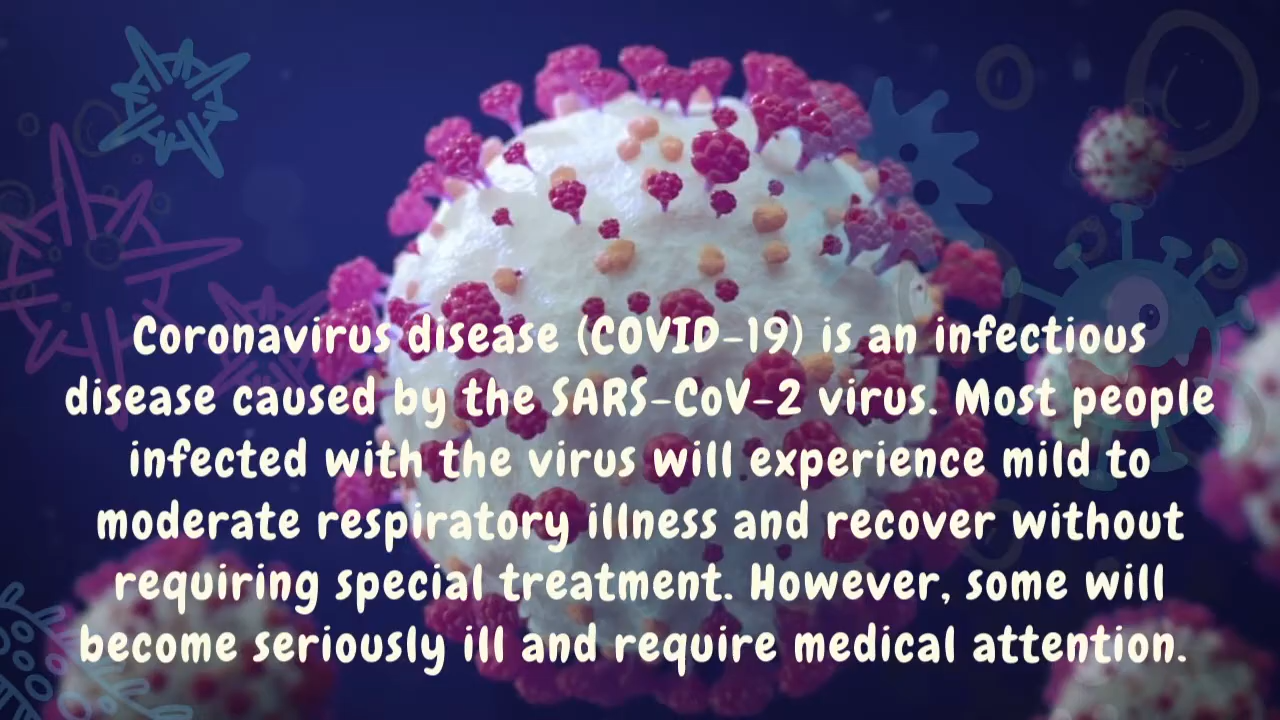 Coronavirus disease (COVID-19) is an infectious
disease caused by the SARS-CoV-2 virus. Most people
infected with the virus will experience mild to
moderate respiratory illness and recover without
requiring special treatment. However, some will
become seriously ill and require medical attention.